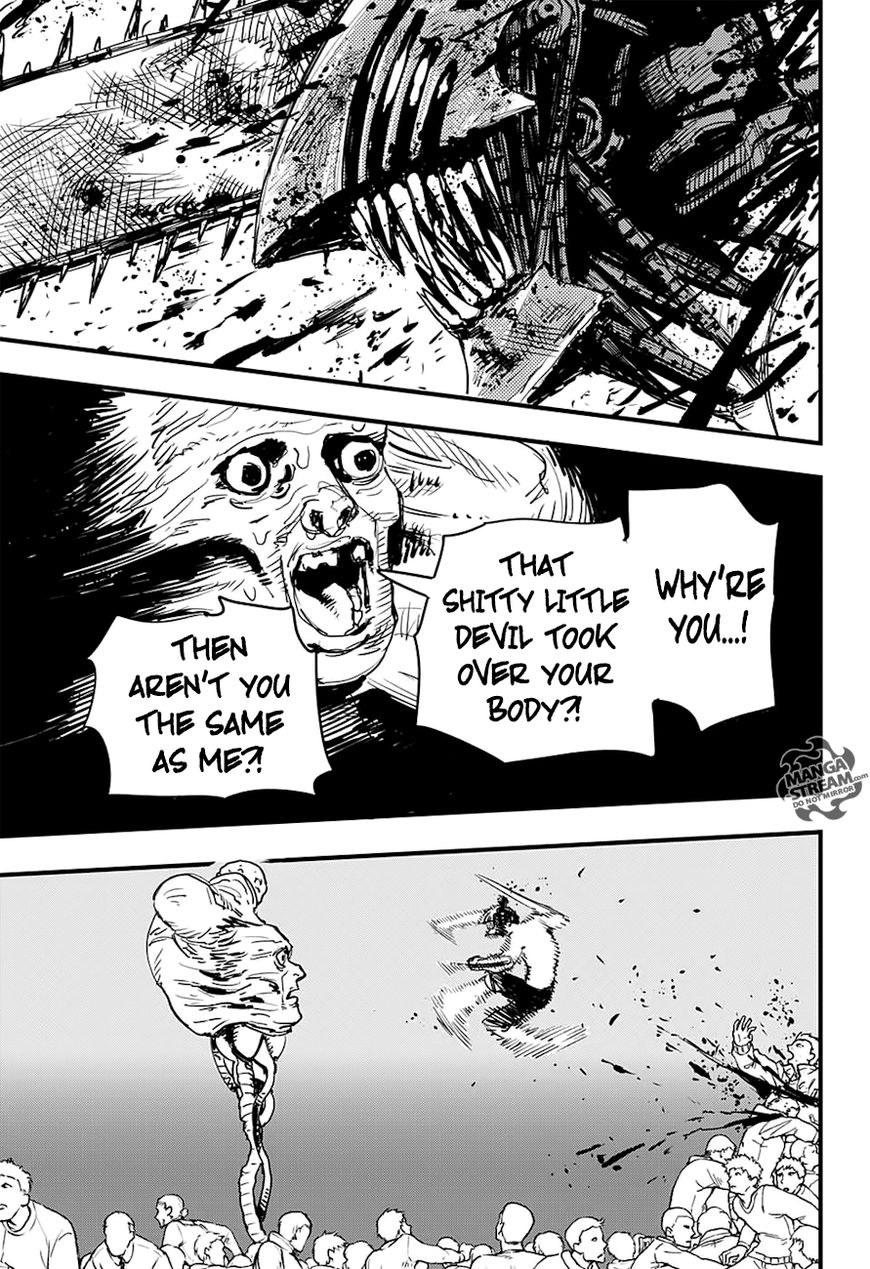 WHY'RE
YOU...!
THAT
SHITTY LITTLE
DEVIL TOOK
OVER YOUR
BODY?!
THEN
AREN'T YOU
THE SAME
AS ME?!
MANGA
STREAM.com
DO NOT MIRROR